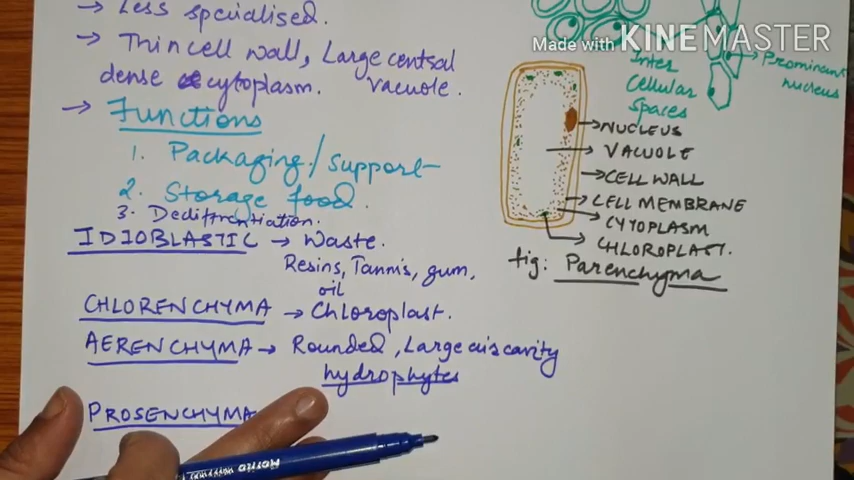 → Less specialised.
→ Thin cell wall, Large central
dense cytoplasm. Vacuole.
→ Functions
1. Packaging/support
2. Storage food.
3. Dedifferentiation.
IDIOBLASTIC → Waste.
Resins, Tannis, gum,
oil
CHLORENCHYMA → Chloroplast.
AERENCHYMA → Rounded, Large air cavity
hydrophytes
PROSENCHYMA
Made with KINEMASTER
Inter
Cellular
Spaces
Prominant
nucleus
NUCLEUS
VACUOLE
CELL WALL
CELL MEMBRANE
CYTOPLASM
CHLOROPLAST.
fig: Parenchyma